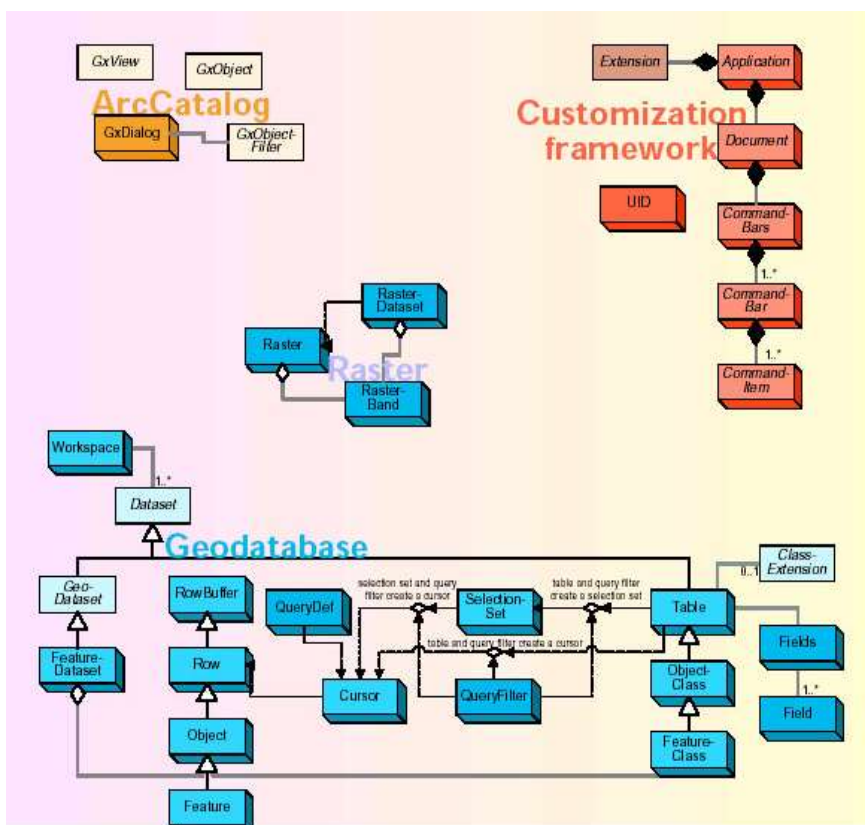 GxView
GxObject
ArcCatalog
GxDialog
GxObject-
Filter
Extension
Application
Customization
framework
Document
UID
Command-
Bars
1..*
Command-
Bar
1..*
Command-
Item
Raster-
Dataset
Raster
Raster
Raster-
Band
Workspace
1..*
Dataset
Geodatabase
Class-
Extension
0..1
Geo-
Dataset
RowBuffer
QueryDef
selection set and query
filter create a cursor
Selection-
Set
table and query filter
create a selection set
Table
Feature-
Dataset
Row
table and query filter create a cursor
Cursor
QueryFilter
Object-
Class
Fields
1..*
Field
Object
Feature-
Class
Feature